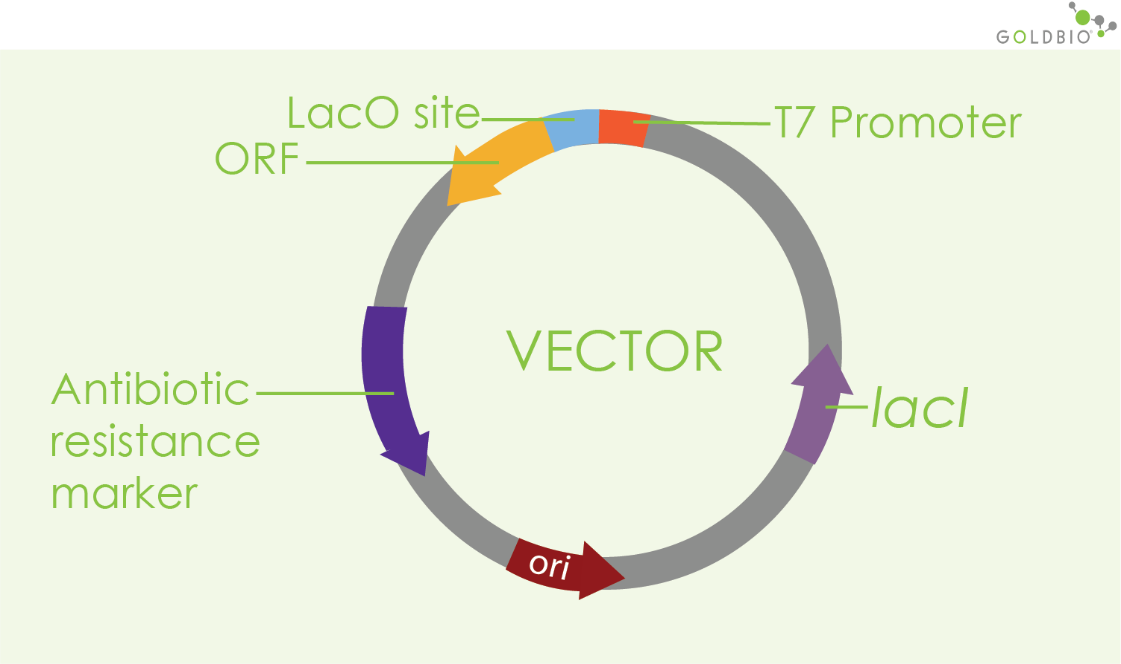 GOLDBIO®
LacO site
T7 Promoter
ORF
VECTOR
Antibiotic
resistance
marker
lacI
ori